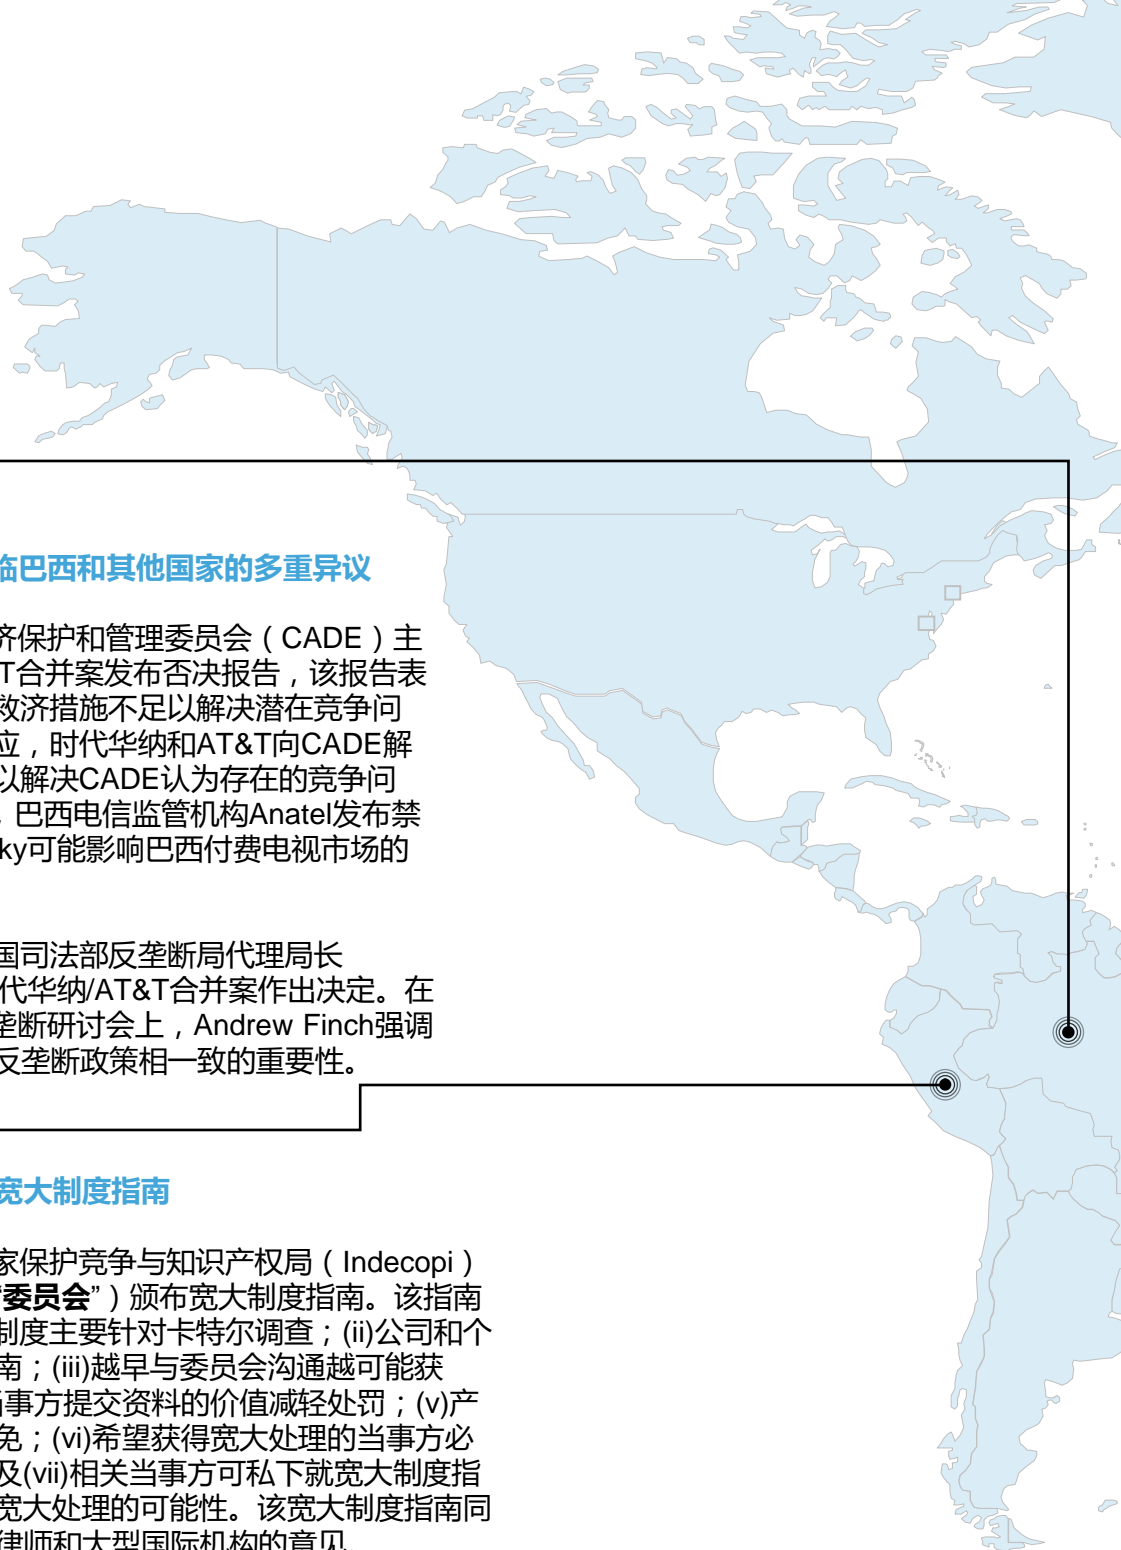 临巴西和其他国家的多重异议
济保护和管理委员会（CADE）主
T合并案发布否决报告，该报告表
救济措施不足以解决潜在竞争问
应，时代华纳和AT&T向CADE解
以解决CADE认为存在的竞争问
，巴西电信监管机构Anatel发布禁
ky可能影响巴西付费电视市场的
国司法部反垄断局代理局长
代华纳/AT&T合并案作出决定。在
垄断研讨会上，Andrew Finch强调
反垄断政策相一致的重要性。
宽大制度指南
家保护竞争与知识产权局（Indecopi）
“委员会”）颁布宽大制度指南。该指南
制度主要针对卡特尔调查；(ii)公司和个
南；(iii)越早与委员会沟通越可能获
当事方提交资料的价值减轻处罚；(v)产
免；(vi)希望获得宽大处理的当事方必
及(vii)相关当事方可私下就宽大制度指
宽大处理的可能性。该宽大制度指南同
律师和大型国际机构的意见